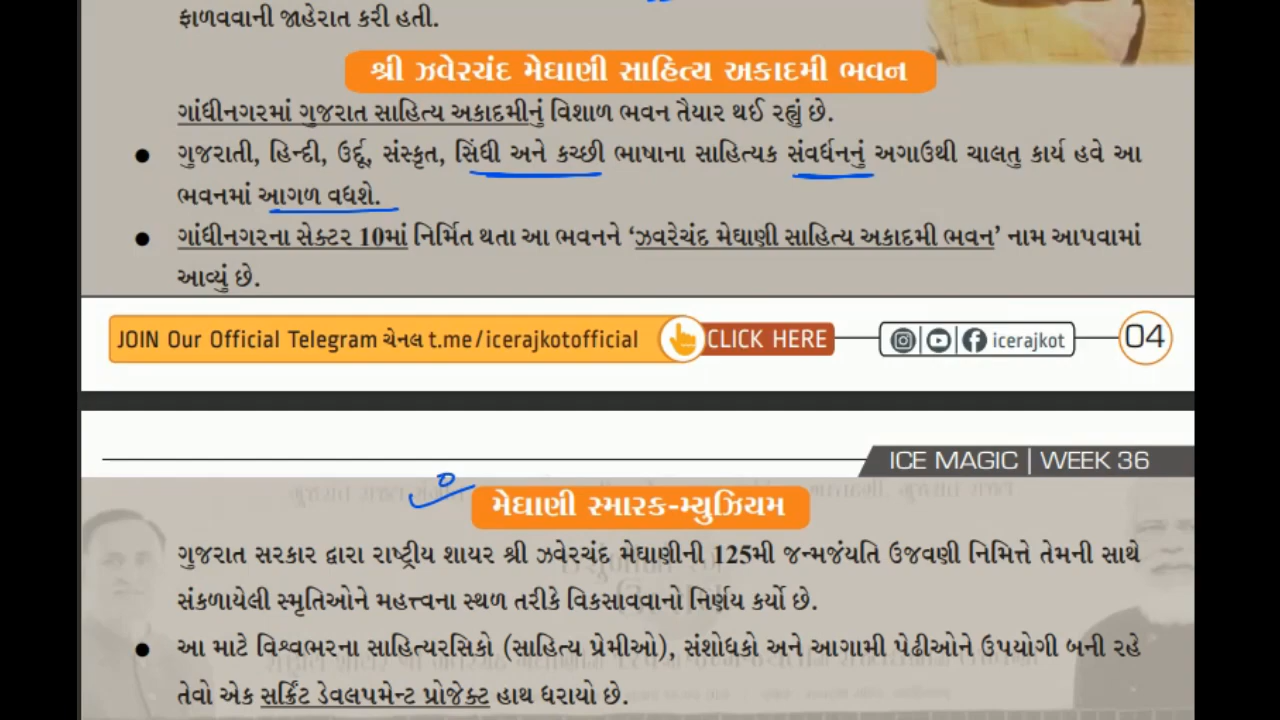 ફાળવવાની જાહેરાત કરી હતી.
શ્રી ઝવેરચંદ મેઘાણી સાહિત્ય અકાદમી ભવન
ગાંધીનગરમાં ગુજરાત સાહિત્ય અકાદમીનું વિશાળ ભવન તૈયાર થઈ રહ્યું છે.
● ગુજરાતી, હિન્દી, ઉર્દૂ, સંસ્કૃત, સિંધી અને કચ્છી ભાષાના સાહિત્યક સંવર્ધનનું અગાઉથી ચાલતુ કાર્ય હવે આ
ભવનમાં આગળ વધશે.
● ગાંધીનગરના સેક્ટર 10માં નિર્મિત થતા આ ભવનને ‘ઝવરેચંદ મેઘાણી સાહિત્ય અકાદમી ભવન’ નામ આપવામાં
આવ્યું છે.
JOIN Our Official Telegram ચેનલ t.me/icerajkotofficial CLICK HERE icerajkot 04
ICE MAGIC | WEEK 36
મેઘાણી સ્મારક-મ્યુઝિયમ
ગુજરાત સરકાર દ્વારા રાષ્ટ્રીય શાયર શ્રી ઝવેરચંદ મેઘાણીની 125મી જન્મજંયતિ ઉજવણી નિમિત્તે તેમની સાથે
સંકળાયેલી સ્મૃતિઓને મહત્ત્વના સ્થળ તરીકે વિકસાવવાનો નિર્ણય કર્યો છે.
● આ માટે વિશ્વભરના સાહિત્યરસિકો (સાહિત્ય પ્રેમીઓ), સંશોધકો અને આગામી પેઢીઓને ઉપયોગી બની રહે
તેવો એક સર્ક્રિટ ડેવલપમેન્ટ પ્રોજેક્ટ હાથ ધરાયો છે.